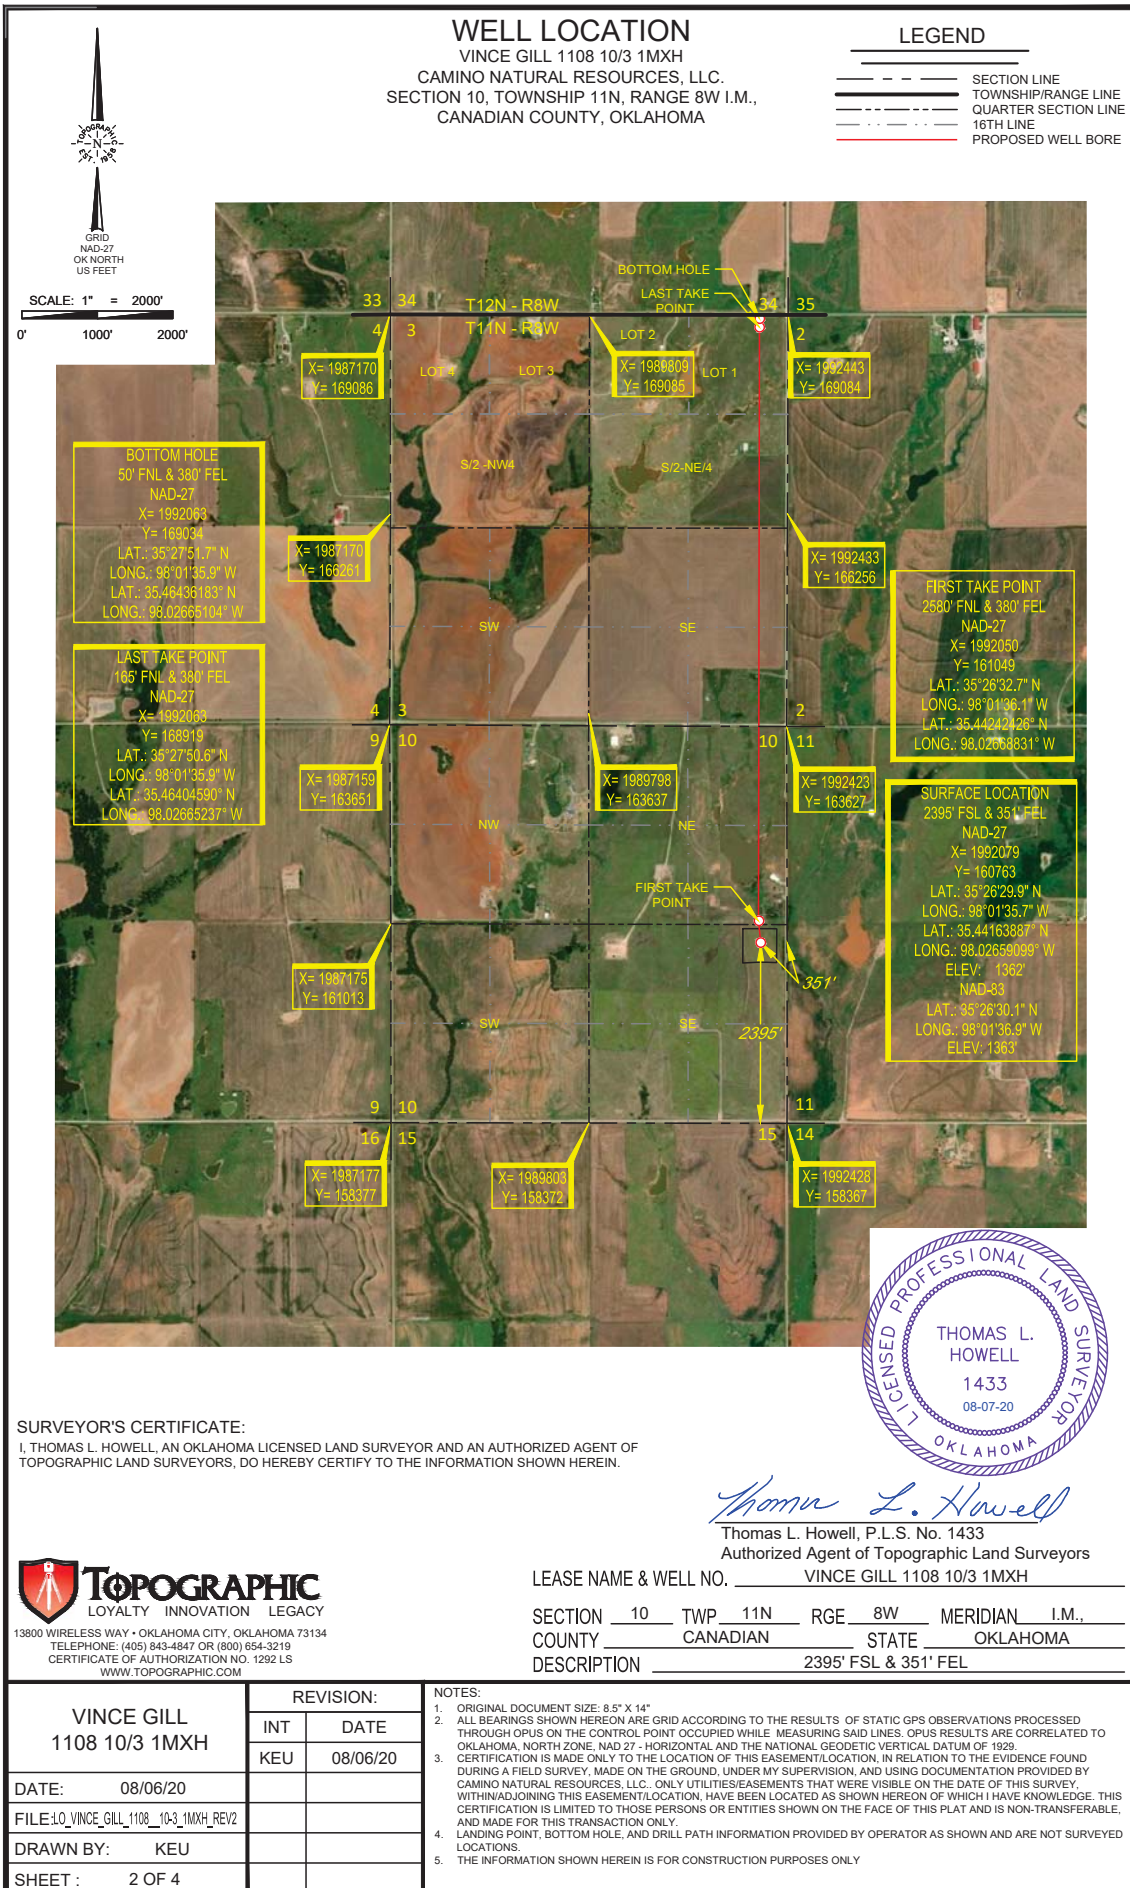 WELL LOCATION
VINCE GILL 1108 10/3 1MXH
CAMINO NATURAL RESOURCES, LLC.
SECTION 10, TOWNSHIP 11N, RANGE 8W I.M.,
CANADIAN COUNTY, OKLAHOMA
LEGEND
SECTION LINE
TOWNSHIP/RANGE LINE
QUARTER SECTION LINE
16TH LINE
PROPOSED WELL BORE
TOPOGRAPHIC
N
EST. 1958
GRID
NAD-27
OK NORTH
US FEET
SCALE: 1" = 2000'
0' 1000' 2000'
BOTTOM HOLE
LAST TAKE
POINT
33 34
T12N - R8W
34 35
4 3
T11N - R8W
2
LOT 2
LOT 4
LOT 3
LOT 1
X= 1987170
Y= 169086
X= 1989809
Y= 169085
X= 1992443
Y= 169084
S/2 -NW4
S/2-NE/4
BOTTOM HOLE
50' FNL & 380' FEL
NAD-27
X= 1992063
Y= 169034
LAT.: 35°27'51.7" N
LONG.: 98°01'35.9" W
LAT.: 35.46436183° N
LONG.: 98.02665104° W
X= 1987170
Y= 166261
X= 1992433
Y= 166256
LAST TAKE POINT
165' FNL & 380' FEL
NAD-27
X= 1992063
Y= 168919
LAT.: 35°27'50.6" N
LONG.: 98°01'35.9" W
LAT.: 35.46404590° N
LONG.: 98.02665237° W
FIRST TAKE POINT
2580' FNL & 380' FEL
NAD-27
X= 1992050
Y= 161049
LAT.: 35°26'32.7" N
LONG.: 98°01'36.1" W
LAT.: 35.44242426° N
LONG.: 98.02668831° W
SW
SE
4 3
2
9 10
10 11
X= 1987159
Y= 163651
X= 1989798
Y= 163637
X= 1992423
Y= 163627
NW
NE
SURFACE LOCATION
2395' FSL & 351' FEL
NAD-27
X= 1992079
Y= 160763
LAT.: 35°26'29.9" N
LONG.: 98°01'35.7" W
LAT.: 35.44163887° N
LONG.: 98.02659099° W
ELEV: 1362'
NAD-83
LAT.: 35°26'30.1" N
LONG.: 98°01'36.9" W
ELEV: 1363'
FIRST TAKE
POINT
X= 1987175
Y= 161013
351'
SW
SE
2395'
9 10
11
16 15
15 14
X= 1987177
Y= 158377
X= 1989803
Y= 158372
X= 1992428
Y= 158367
LICENSED PROFESSIONAL LAND SURVEYOR
THOMAS L.
HOWELL
1433
08-07-20
OKLAHOMA
SURVEYOR'S CERTIFICATE:
I, THOMAS L. HOWELL, AN OKLAHOMA LICENSED LAND SURVEYOR AND AN AUTHORIZED AGENT OF
TOPOGRAPHIC LAND SURVEYORS, DO HEREBY CERTIFY TO THE INFORMATION SHOWN HEREIN.
Thomas L. Howell
Thomas L. Howell, P.L.S. No. 1433
Authorized Agent of Topographic Land Surveyors
TOPOGRAPHIC
LOYALTY INNOVATION LEGACY
13800 WIRELESS WAY • OKLAHOMA CITY, OKLAHOMA 73134
TELEPHONE: (405) 843-4847 OR (800) 654-3219
CERTIFICATE OF AUTHORIZATION NO. 1292 LS
WWW.TOPOGRAPHIC.COM
LEASE NAME & WELL NO. VINCE GILL 1108 10/3 1MXH
SECTION 10 TWP 11N RGE 8W MERIDIAN I.M.,
COUNTY CANADIAN STATE OKLAHOMA
DESCRIPTION 2395' FSL & 351' FEL
VINCE GILL
1108 10/3 1MXH
DATE: 08/06/20
FILE:LO_VINCE_GILL_1108__10-3_1MXH_REV2
DRAWN BY: KEU
SHEET : 2 OF 4
REVISION:
INT DATE
KEU 08/06/20
NOTES:
1. ORIGINAL DOCUMENT SIZE: 8.5" X 14"
2. ALL BEARINGS SHOWN HEREON ARE GRID ACCORDING TO THE RESULTS OF STATIC GPS OBSERVATIONS PROCESSED
THROUGH OPUS ON THE CONTROL POINT OCCUPIED WHILE MEASURING SAID LINES. OPUS RESULTS ARE CORRELATED TO
OKLAHOMA, NORTH ZONE, NAD 27 - HORIZONTAL AND THE NATIONAL GEODETIC VERTICAL DATUM OF 1929.
3. CERTIFICATION IS MADE ONLY TO THE LOCATION OF THIS EASEMENT/LOCATION, IN RELATION TO THE EVIDENCE FOUND
DURING A FIELD SURVEY, MADE ON THE GROUND, UNDER MY SUPERVISION, AND USING DOCUMENTATION PROVIDED BY
CAMINO NATURAL RESOURCES, LLC.. ONLY UTILITIES/EASEMENTS THAT WERE VISIBLE ON THE DATE OF THIS SURVEY,
WITHIN/ADJOINING THIS EASEMENT/LOCATION, HAVE BEEN LOCATED AS SHOWN HEREON OF WHICH I HAVE KNOWLEDGE. THIS
CERTIFICATION IS LIMITED TO THOSE PERSONS OR ENTITIES SHOWN ON THE FACE OF THIS PLAT AND IS NON-TRANSFERABLE,
AND MADE FOR THIS TRANSACTION ONLY.
4. LANDING POINT, BOTTOM HOLE, AND DRILL PATH INFORMATION PROVIDED BY OPERATOR AS SHOWN AND ARE NOT SURVEYED
LOCATIONS.
5. THE INFORMATION SHOWN HEREIN IS FOR CONSTRUCTION PURPOSES ONLY